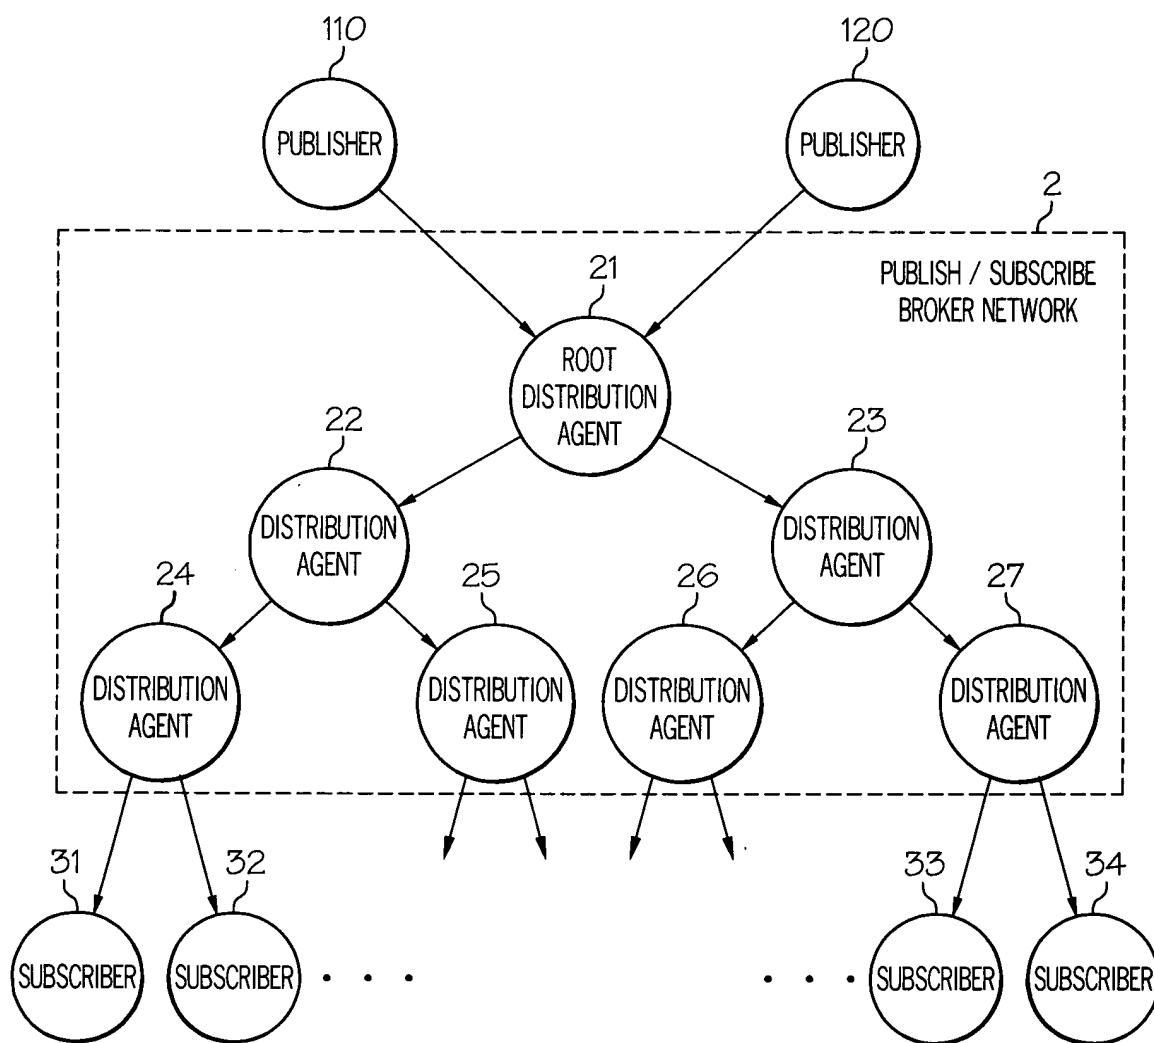 110
120
PUBLISHER
PUBLISHER
2
PUBLISH / SUBSCRIBE
BROKER NETWORK
21
ROOT
DISTRIBUTION
AGENT
22
23
DISTRIBUTION
AGENT
DISTRIBUTION
AGENT
24
25
26
27
DISTRIBUTION
AGENT
DISTRIBUTION
AGENT
DISTRIBUTION
AGENT
DISTRIBUTION
AGENT
31
32
33
34
SUBSCRIBER
SUBSCRIBER
SUBSCRIBER
SUBSCRIBER